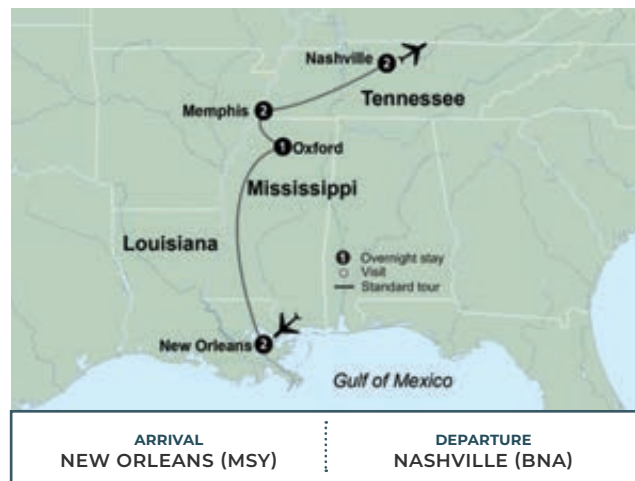 Nashville 2
Tennessee
Memphis 2
1 Oxford
Mississippi
Louisiana
1 Overnight stay
Visit
Standard tour
New Orleans 2
Gulf of Mexico
ARRIVAL
NEW ORLEANS (MSY)
DEPARTURE
NASHVILLE (BNA)